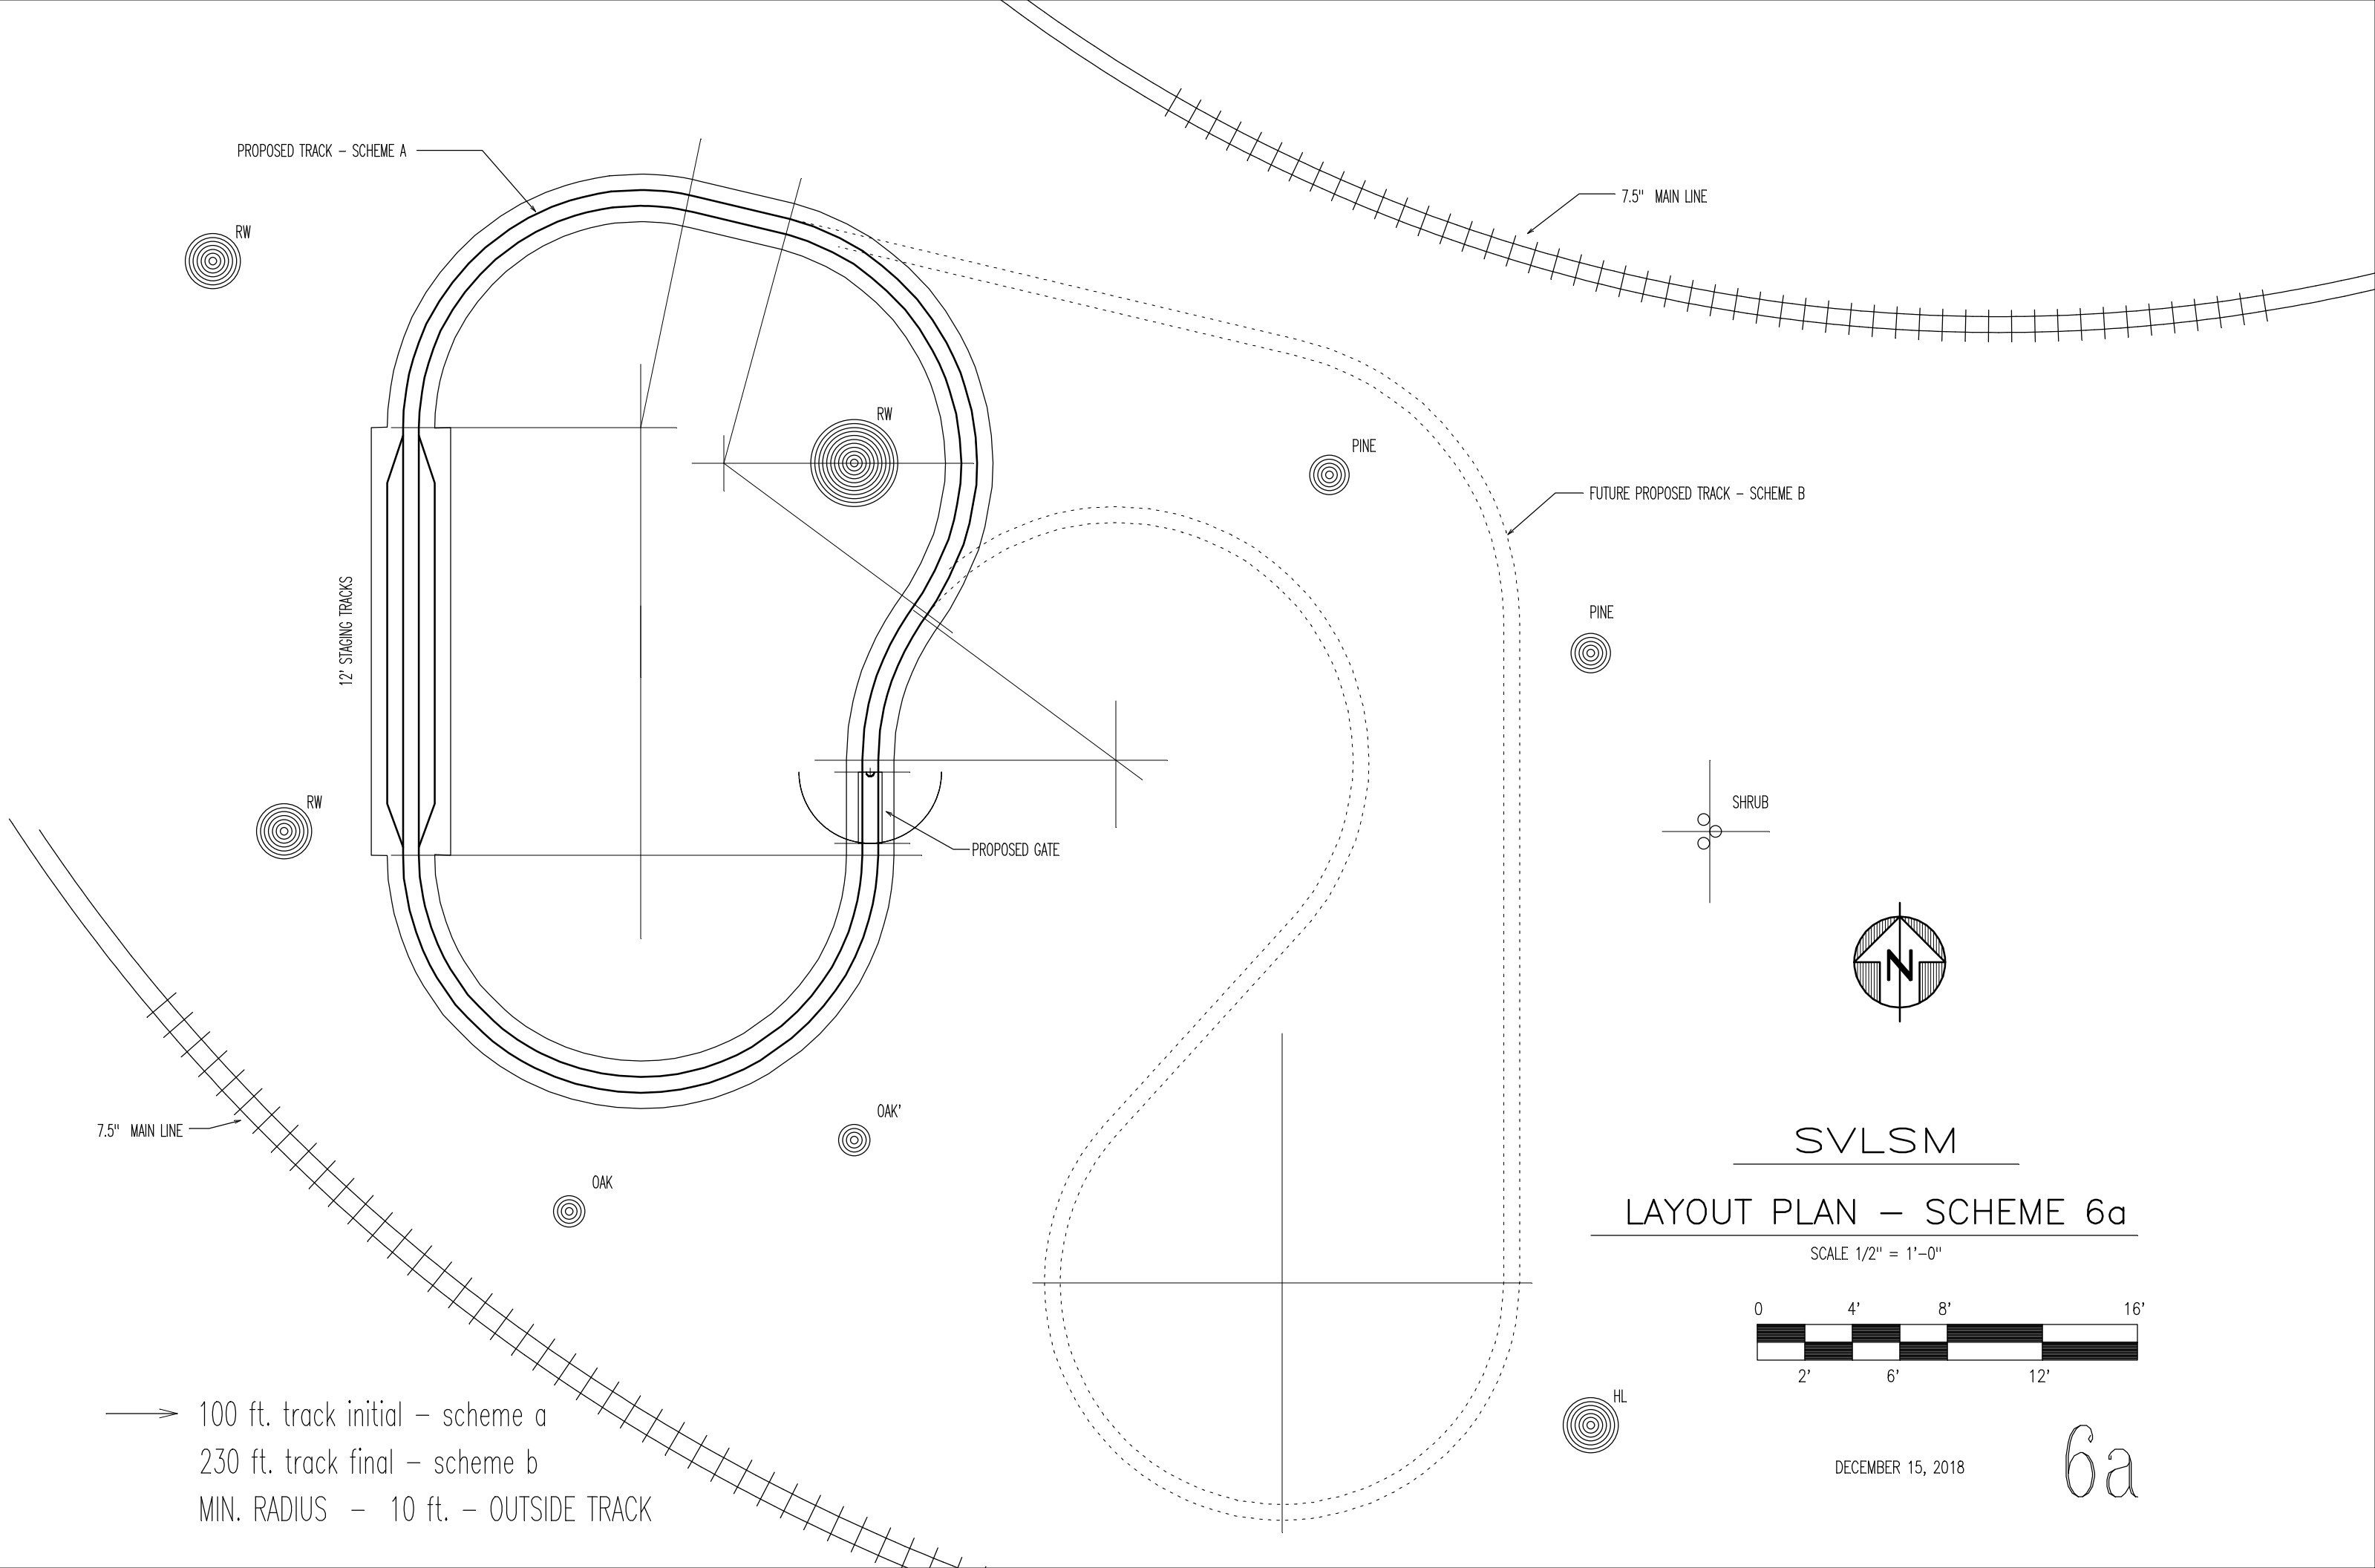 PROPOSED TRACK - SCHEME A
7.5" MAIN LINE
RW
RW
PINE
FUTURE PROPOSED TRACK - SCHEME B
12' STAGING TRACKS
PINE
RW
SHRUB
PROPOSED GATE
N
OAK'
7.5" MAIN LINE
OAK
SVLSM
LAYOUT PLAN - SCHEME 6a
SCALE 1/2" = 1'-0"
0 4' 8' 16'
2' 6' 12'
HL
100 ft. track initial - scheme a
230 ft. track final - scheme b
MIN. RADIUS - 10 ft. - OUTSIDE TRACK
DECEMBER 15, 2018
6a